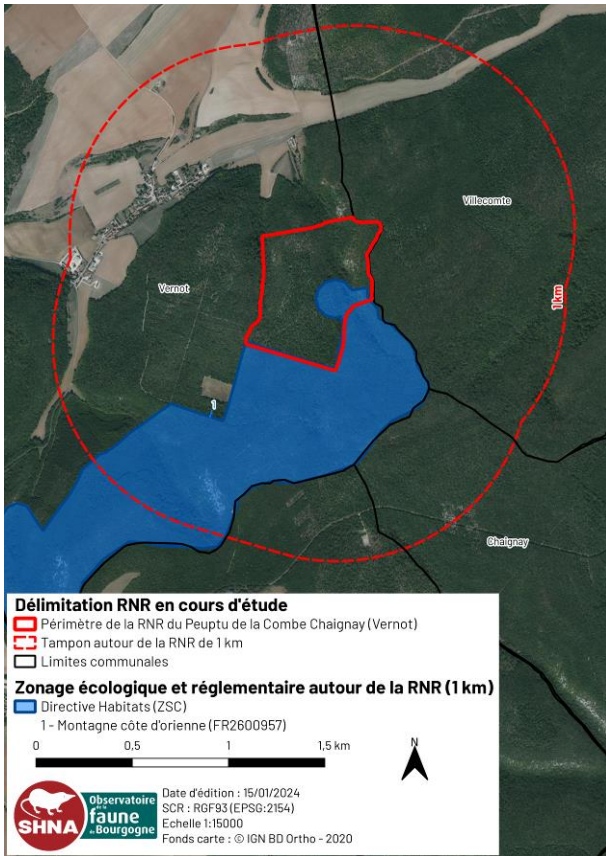 Villecomte
Vernot
1 km
1
Chaignay
Délimitation RNR en cours d'étude
Périmètre de la RNR du Peuptu de la Combe Chaignay (Vernot)
Tampon autour de la RNR de 1 km
Limites communales
Zonage écologique et réglementaire autour de la RNR (1 km)
Directive Habitats (ZSC)
1 - Montagne côte d'orienne (FR2600957)
0 0,5 1 1,5 km
N
SHNA
Observatoire
de la
faune
de Bourgogne
Date d'édition : 15/01/2024
SCR : RGF93 (EPSG:2154)
Echelle 1:15000
Fonds carte : © IGN BD Ortho - 2020